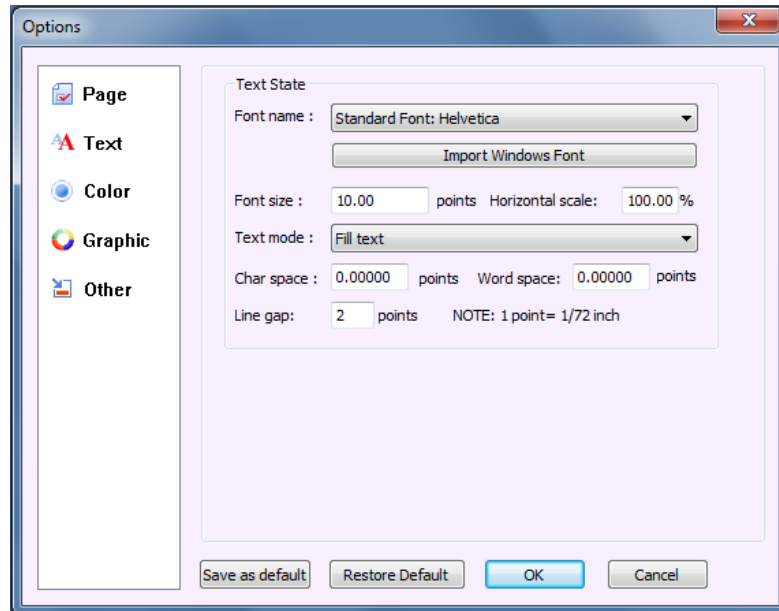 Options
Page
Text
Color
Graphic
Other
Text State
Font name : Standard Font: Helvetica
Import Windows Font
Font size : 10.00 points Horizontal scale: 100.00 %
Text mode : Fill text
Char space : 0.00000 points Word space: 0.00000 points
Line gap: 2 points NOTE: 1 point= 1/72 inch
Save as default Restore Default OK Cancel